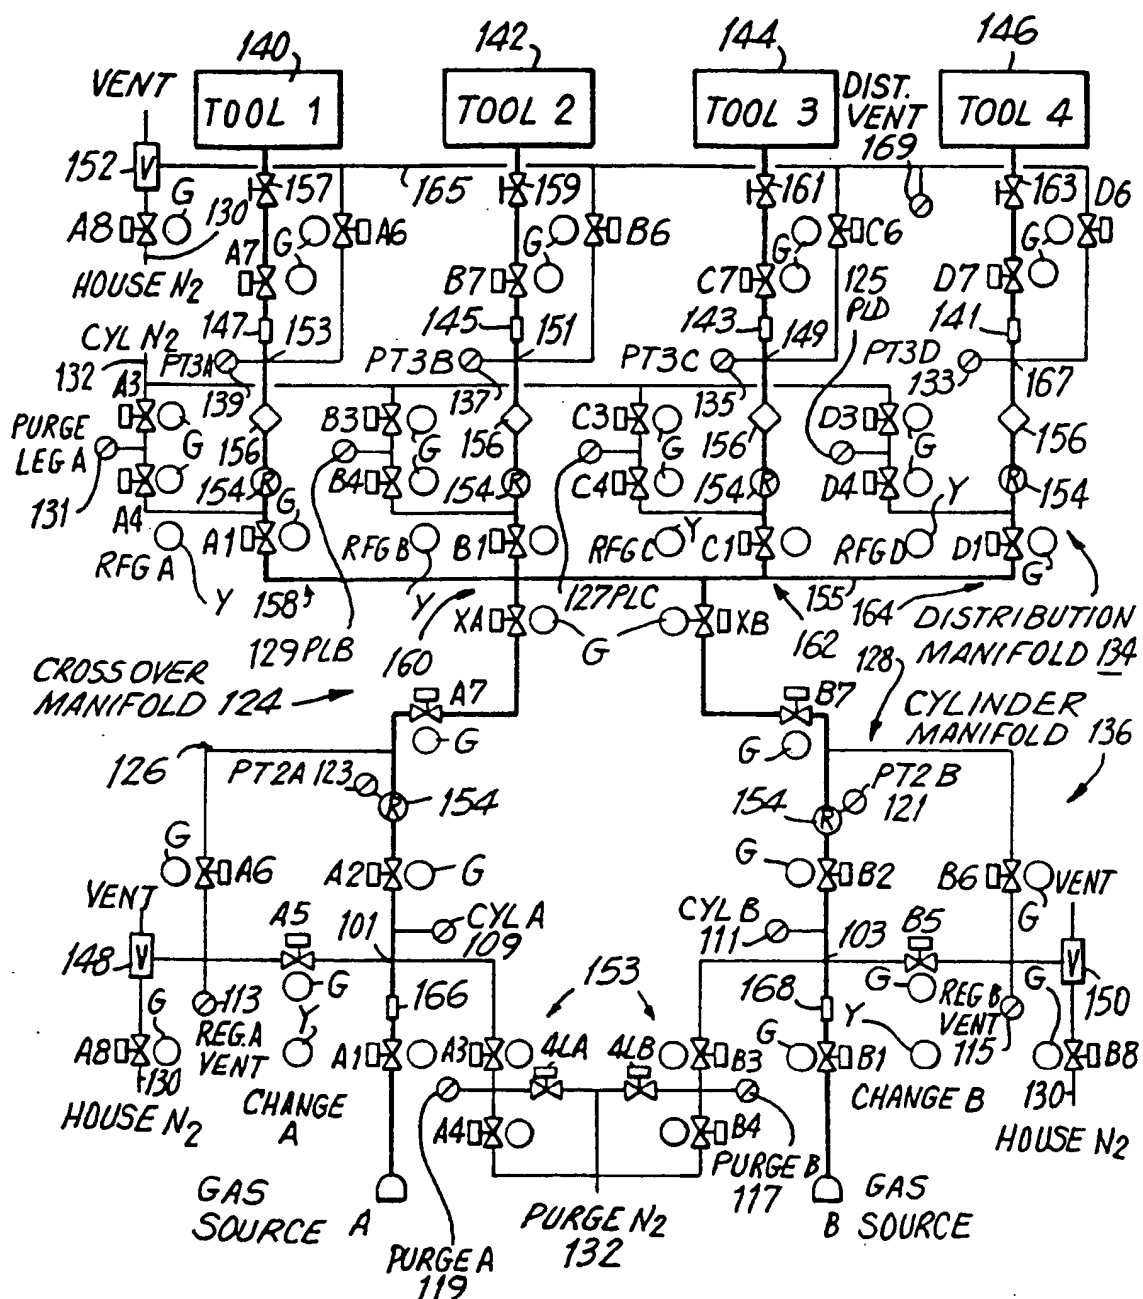 140 142 144 146
VENT TOOL 1 TOOL 2 TOOL 3 DIST. VENT TOOL 4
152 V 165 169
157 159 161 163 D6
A8 G 130 A7 G A6 B7 G B6 C7 G C6 D7 G
HOUSE N2
125 PLD
147 153 145 151 143 149 141
CYL N2
132 PT3A PT3B PT3C PT3D
A3 139 137 135 133 167
PURGE LEG A
131
G 156 B3 G 156 C3 G 156 D3 G 156
G 154 R B4 154 R C4 G 154 R D4 Y 154 R
A4 A1 G
RFG A RFG B B1 RFG C Y C1 RFG D D1
Y 158 Y 127 PLC 155 164 G
129 PLB 160 XA G XB 162
DISTRIBUTION
MANIFOLD 134
CROSS OVER
MANIFOLD 124
A7 B7 128
G G
CYLINDER
MANIFOLD 136
126 PT2A 123 R 154 154 R PT2 B
121
G A6 A2 G G B2 B6 G
VENT A5 101 CYL A
109
CYL B
111
103 B5 VENT
148 V G 166 153 168 G V 150
G 113
REG. A
VENT
Y Y REG B
VENT
115
G
A8 130 A1 A3 4LA 4LB B3 G B1 B8
HOUSE N2
CHANGE
A
CHANGE B 130
HOUSE N2
A4 B4
PURGE B
117
GAS
SOURCE A
PURGE N2
132
B GAS
SOURCE
PURGE A
119